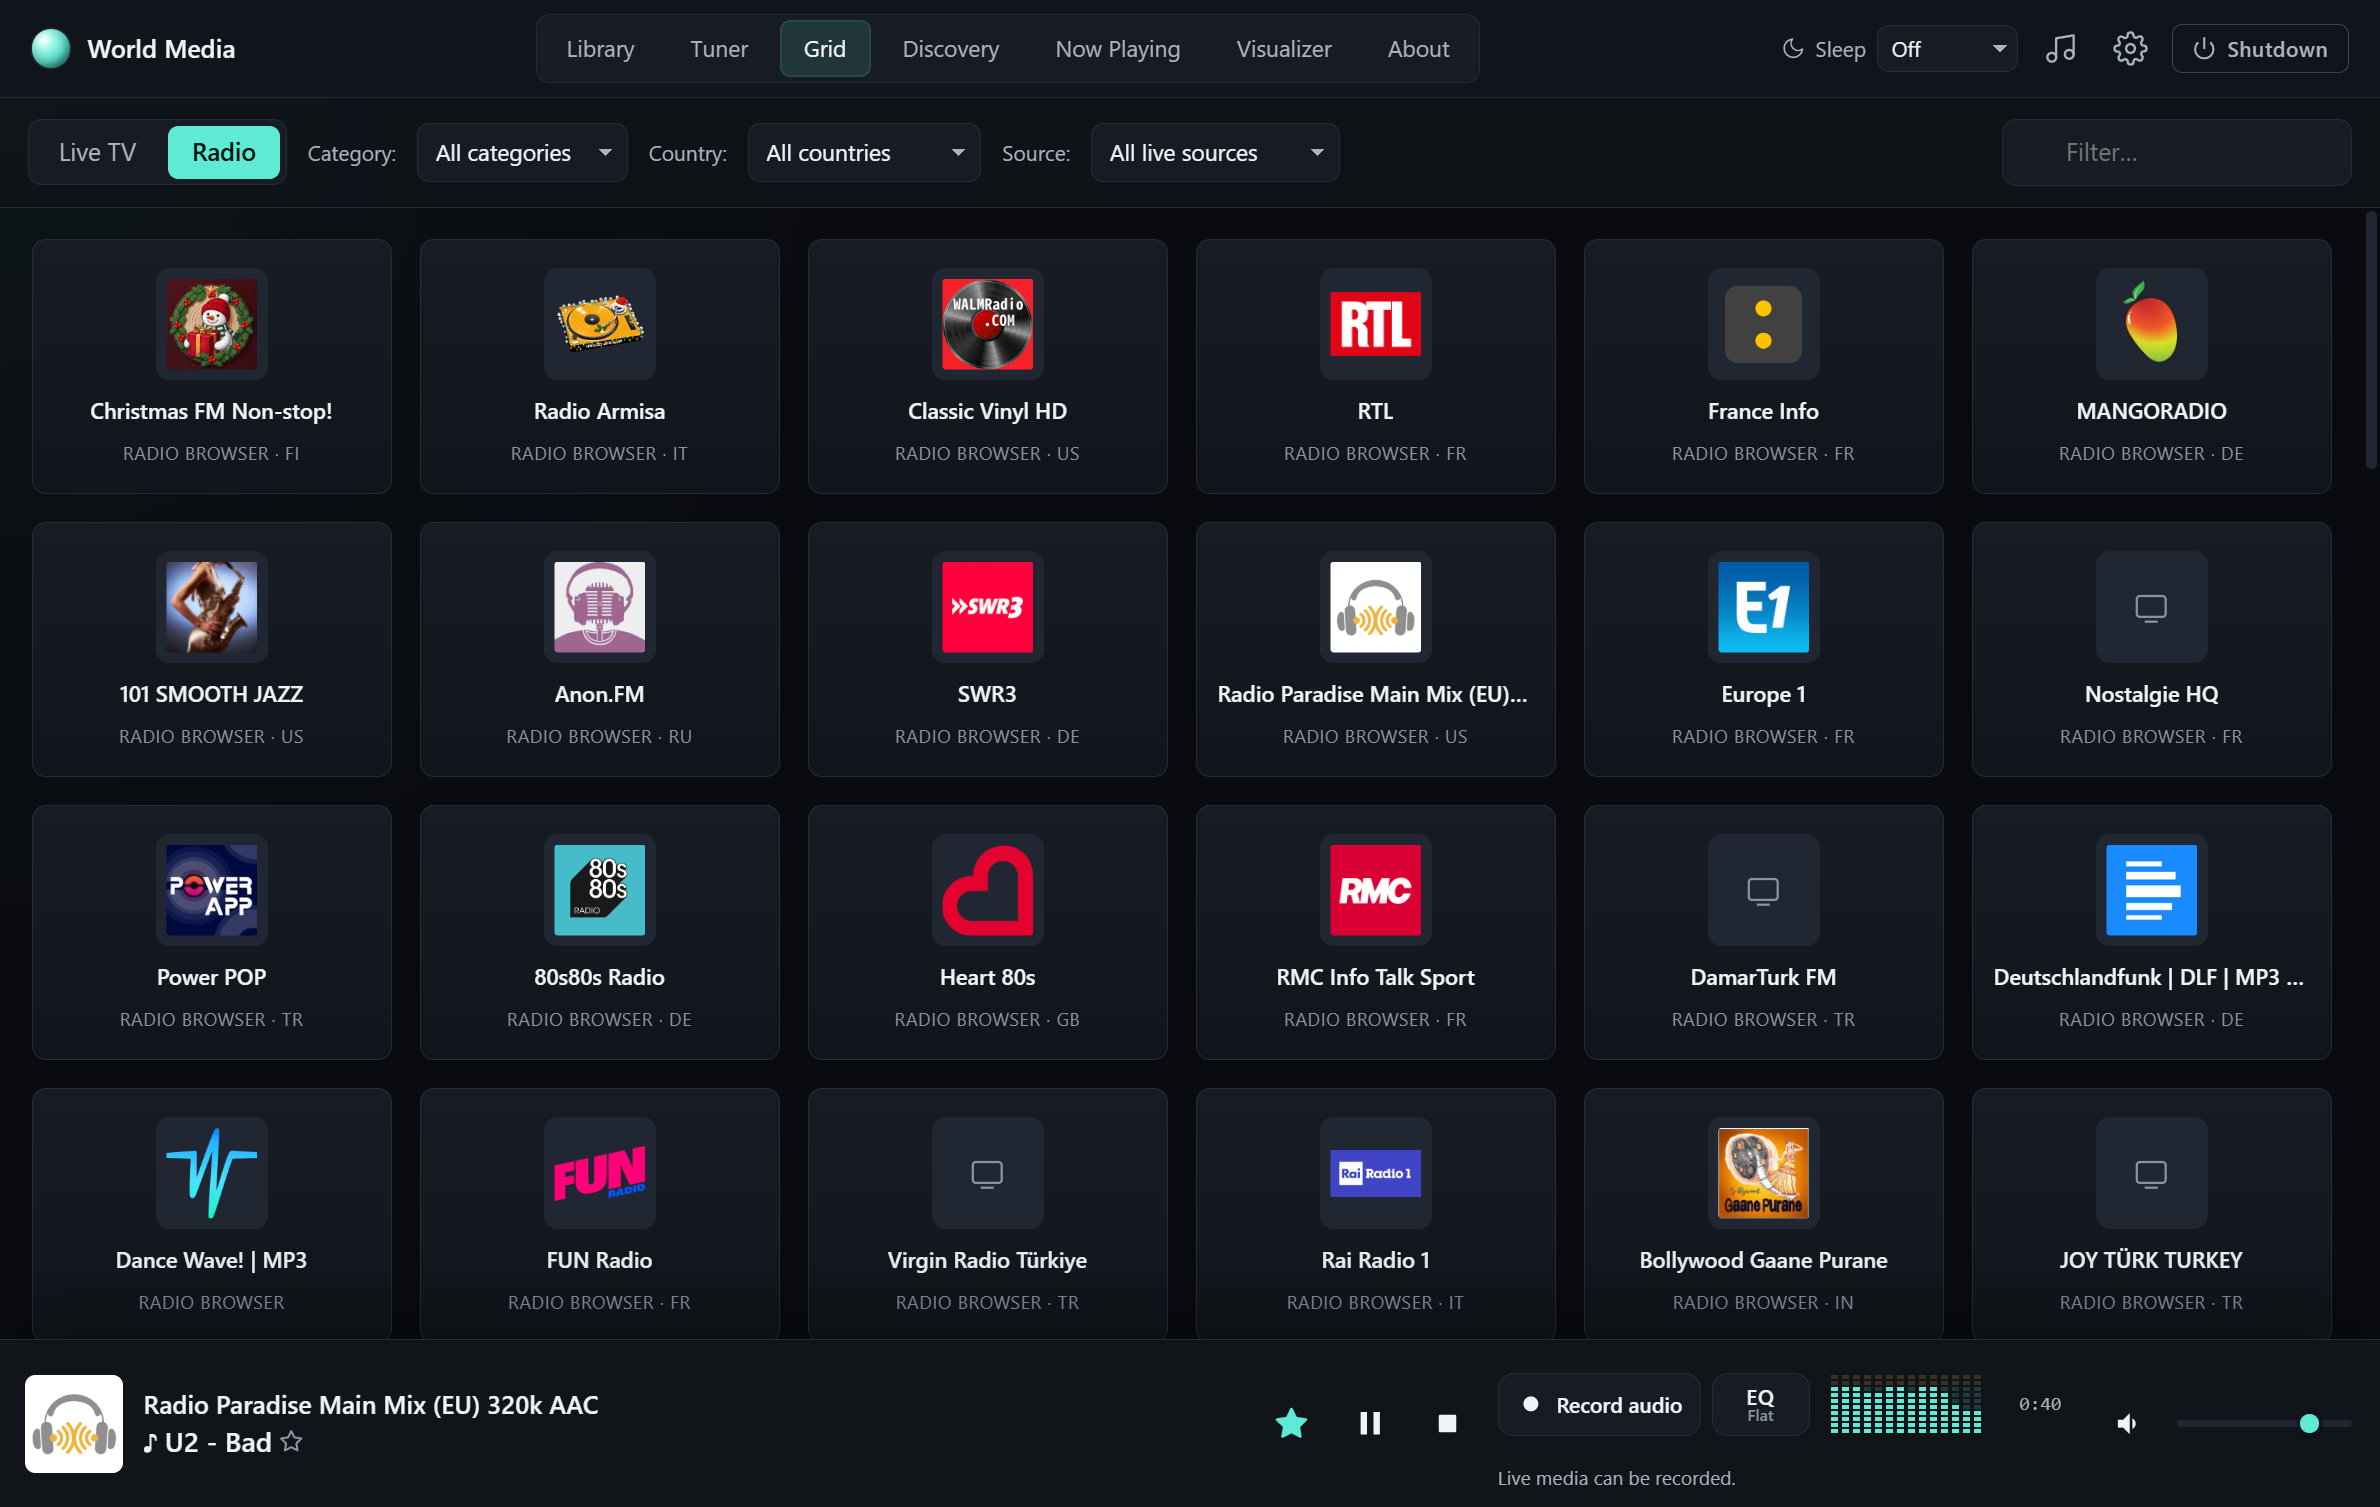 World Media
Library
Tuner
Grid
Discovery
Now Playing
Visualizer
About
Sleep
Off
Shutdown
Live TV
Radio
Category:
All categories
Country:
All countries
Source:
All live sources
Filter...
WALMRadio
.COM
RTL
Christmas FM Non-stop!
RADIO BROWSER · FI
Radio Armisa
RADIO BROWSER · IT
Classic Vinyl HD
RADIO BROWSER · US
RTL
RADIO BROWSER · FR
France Info
RADIO BROWSER · FR
MANGORADIO
RADIO BROWSER · DE
SWR3
E1
101 SMOOTH JAZZ
RADIO BROWSER · US
Anon.FM
RADIO BROWSER · RU
SWR3
RADIO BROWSER · DE
Radio Paradise Main Mix (EU)...
RADIO BROWSER · US
Europe 1
RADIO BROWSER · FR
Nostalgie HQ
RADIO BROWSER · FR
POWER
APP
80s
80s
RADIO
RMC
Power POP
RADIO BROWSER · TR
80s80s Radio
RADIO BROWSER · DE
Heart 80s
RADIO BROWSER · GB
RMC Info Talk Sport
RADIO BROWSER · FR
DamarTurk FM
RADIO BROWSER · TR
Deutschlandfunk | DLF | MP3 ...
RADIO BROWSER · DE
FUN
RADIO
Rai Radio 1
Bollywood
Gaane Purane
Dance Wave! | MP3
RADIO BROWSER
FUN Radio
RADIO BROWSER · FR
Virgin Radio Türkiye
RADIO BROWSER · TR
Rai Radio 1
RADIO BROWSER · IT
Bollywood Gaane Purane
RADIO BROWSER · IN
JOY TÜRK TURKEY
RADIO BROWSER · TR
Radio Paradise Main Mix (EU) 320k AAC
U2 - Bad
Record audio
EQ
Flat
0:40
Live media can be recorded.